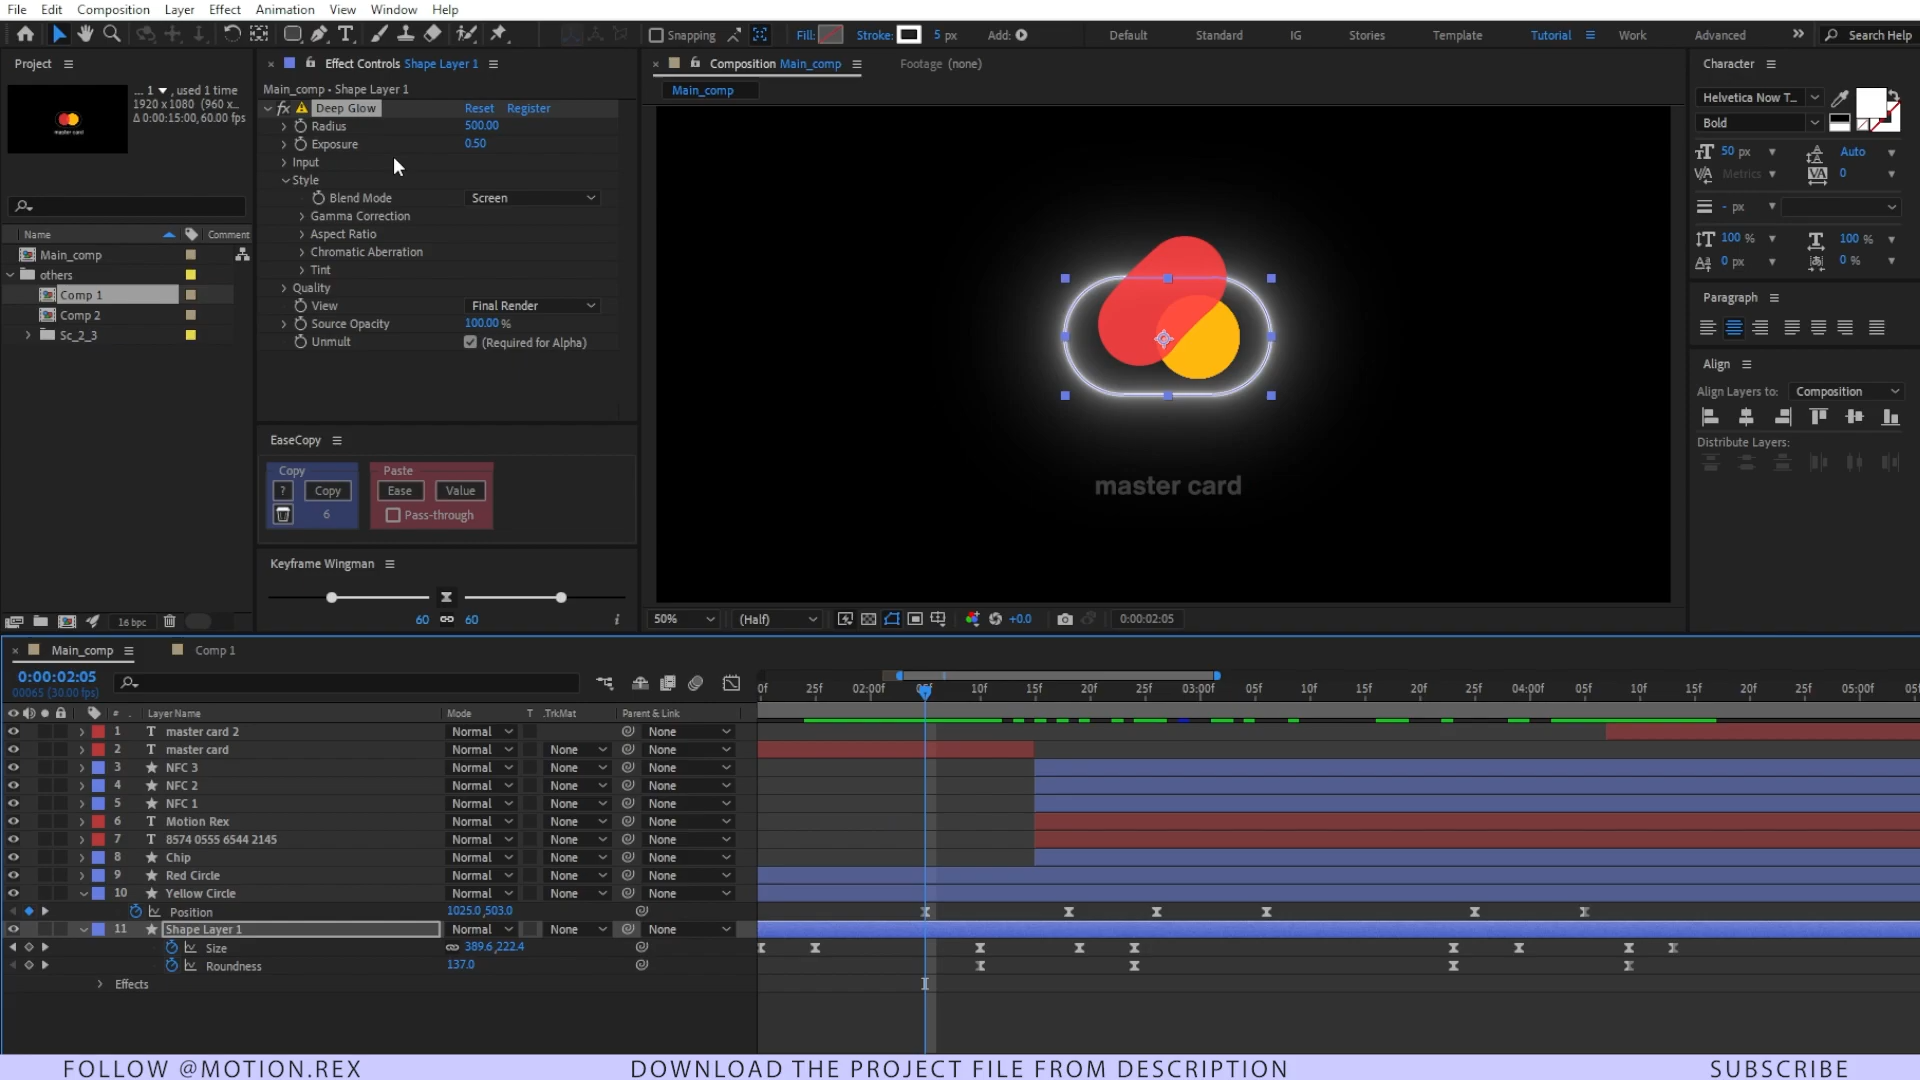 File Edit Composition Layer Effect Animation View Window Help
Snapping Fill: Stroke: 5 px Add: Default Standard IG Stories Template Tutorial Work Advanced Search Help
Project
... 1 , used 1 time
1920 x 1080 (960 x...
Δ 0:00:15:00, 60.00 fps
Name Comment
Main_comp
others
Comp 1
Comp 2
Sc_2_3
16 bpc
Effect Controls Shape Layer 1
Main_comp • Shape Layer 1
fx Deep Glow Reset Register
Radius 500.00
Exposure 0.50
Input
Style
Blend Mode Screen
Gamma Correction
Aspect Ratio
Chromatic Aberration
Tint
Quality
View Final Render
Source Opacity 100.00 %
Unmult (Required for Alpha)
EaseCopy
Copy Paste
? Copy Ease Value
6 Pass-through
Keyframe Wingman
60 60 i
Composition Main_comp Footage (none)
Main_comp
master card
50% (Half) +0.0 0:00:02:05
Character
Helvetica Now T...
Bold
50 px Auto
Metrics 0
- px
100 % 100 %
0 px 0 %
Paragraph
Align
Align Layers to: Composition
Distribute Layers:
Main_comp Comp 1
0:00:02:05
00065 (30.00 fps)
0f 25f 02:00f 05f 10f 15f 20f 25f 03:00f 05f 10f 15f 20f 25f 04:00f 05f 10f 15f 20f 25f 05:00f 05f
# Layer Name Mode T .TrkMat Parent & Link
1 T master card 2 Normal None
2 T master card Normal None None
3 NFC 3 Normal None None
4 NFC 2 Normal None None
5 NFC 1 Normal None None
6 T Motion Rex Normal None None
7 T 8574 0555 6544 2145 Normal None None
8 Chip Normal None None
9 Red Circle Normal None None
10 Yellow Circle Normal None None
Position 1025.0,503.0
11 Shape Layer 1 Normal None None
Size 389.6,222.4
Roundness 137.0
Effects
FOLLOW @MOTION.REX DOWNLOAD THE PROJECT FILE FROM DESCRIPTION SUBSCRIBE